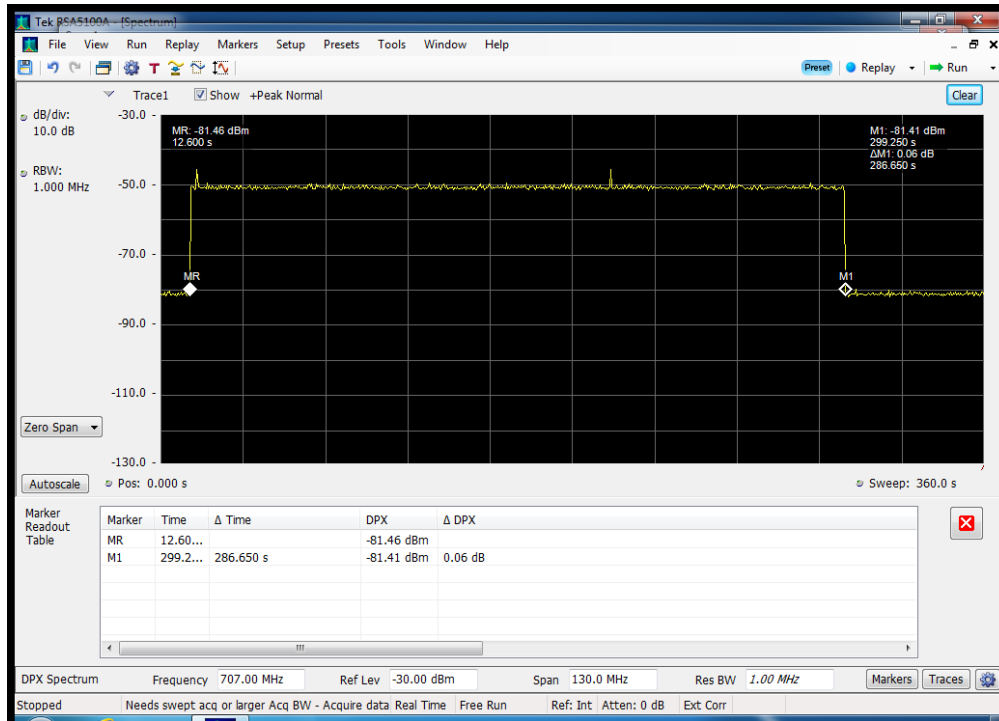 Tek RSA5100A - [Spectrum]
File View Run Replay Markers Setup Presets Tools Window Help
T Preset Replay Run
Trace1 Show +Peak Normal Clear
dB/div:
10.0 dB
RBW:
1.000 MHz
-30.0
-50.0
-70.0
-90.0
-110.0
-130.0
MR: -81.46 dBm
12.600 s
M1: -81.41 dBm
299.250 s
ΔM1: 0.06 dB
286.650 s
MR
M1
Zero Span
Autoscale Pos: 0.000 s Sweep: 360.0 s
Marker
Readout
Table
Marker Time Δ Time DPX Δ DPX
MR 12.60... -81.46 dBm
M1 299.2... 286.650 s -81.41 dBm 0.06 dB
DPX Spectrum Frequency 707.00 MHz Ref Lev -30.00 dBm Span 130.0 MHz Res BW 1.00 MHz Markers Traces
Stopped Needs swept acq or larger Acq BW - Acquire data Real Time Free Run Ref: Int Atten: 0 dB Ext Corr